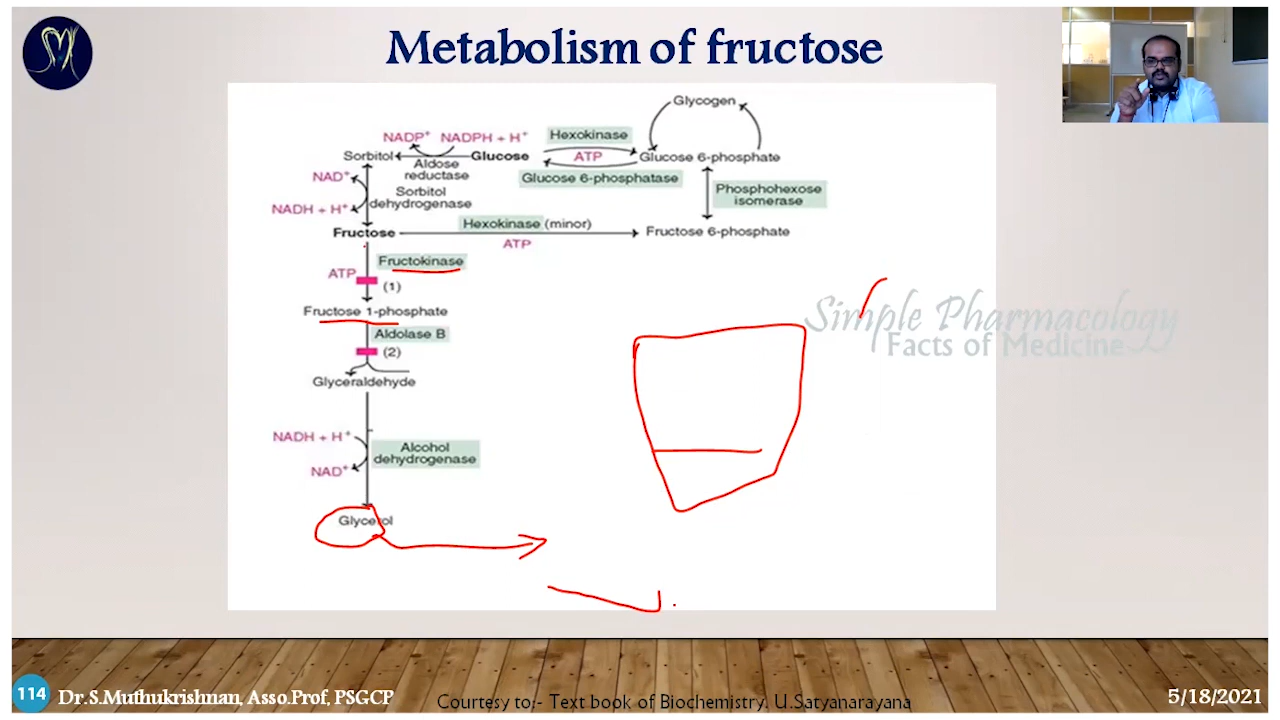 Metabolism of fructose
Glycogen
NADP+ NADPH + H+ Hexokinase
Sorbitol Glucose ATP Glucose 6-phosphate
Aldose
reductase
Glucose 6-phosphatase
NAD+
Sorbitol
dehydrogenase
NADH + H+
Phosphohexose
isomerase
Hexokinase (minor)
Fructose Fructose 6-phosphate
ATP
Fructokinase
ATP
(1)
Fructose 1-phosphate
Aldolase B
(2)
Glyceraldehyde
NADH + H+
Alcohol
dehydrogenase
NAD+
Glycerol
Simple Pharmacology
Facts of Medicine
114 Dr.S.Muthukrishnan, Asso.Prof, PSGCP
Courtesy to:- Text book of Biochemistry. U.Satyanarayana
5/18/2021